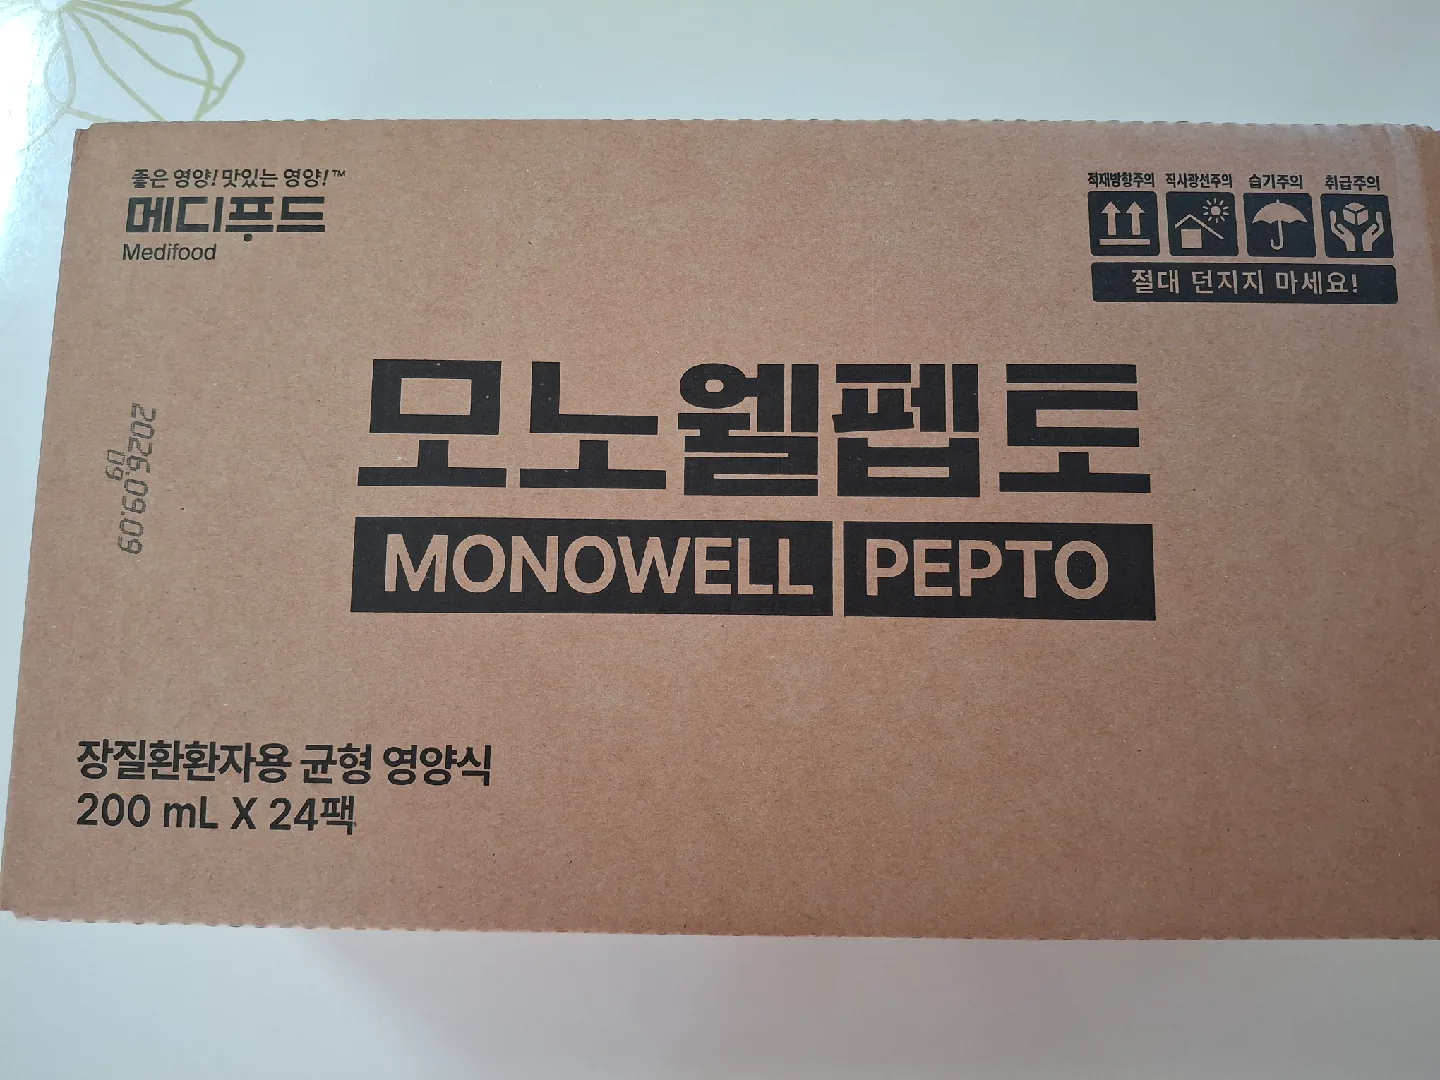 좋은 영양! 맛있는 영양!™
메디푸드
Medifood
적재방향주의 직사광선주의 습기주의 취급주의
절대 던지지 마세요!
모노웰펩토
MONOWELL PEPTO
2026.09.09
09
장질환환자용 균형 영양식
200 mL X 24팩